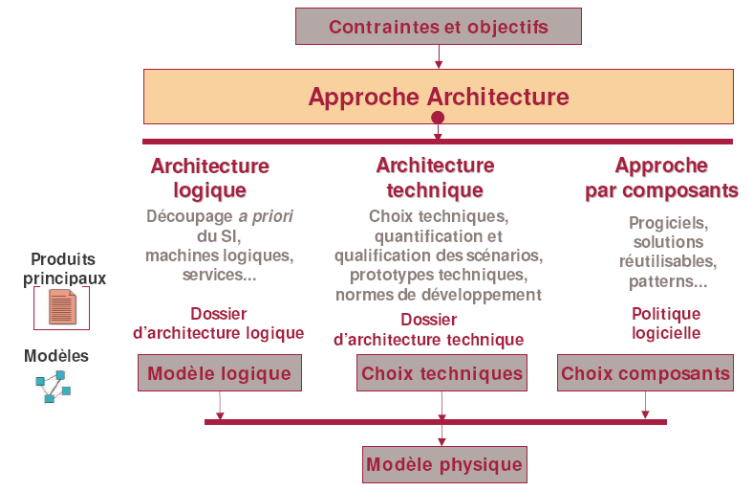 Contraintes et objectifs
Approche Architecture
Architecture
logique
Découpage a priori
du SI,
machines logiques,
services...
Architecture
technique
Choix techniques,
quantification et
qualification des scénarios,
prototypes techniques,
normes de développement
Approche
par composants
Progiciels,
solutions
réutilisables,
patterns...
Produits
principaux
Dossier
d'architecture logique
Dossier
d'architecture technique
Politique
logicielle
Modèles
Modèle logique
Choix techniques
Choix composants
Modèle physique